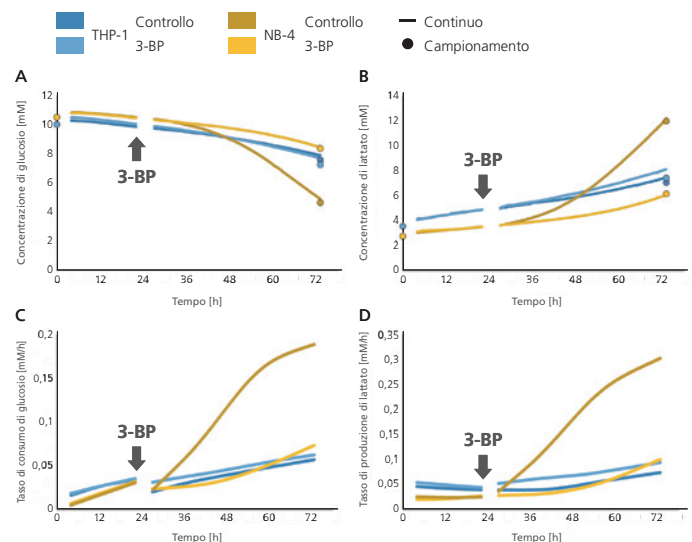 THP-1 Controllo 3-BP
NB-4 Controllo 3-BP
Continuo
Campionamento
A
Concentrazione di glucosio [mM]
12
10
8
6
4
2
0
3-BP
0 12 24 36 48 60 72
Tempo [h]
B
Concentrazione di lattato [mM]
14
12
10
8
6
4
2
0
3-BP
0 12 24 36 48 60 72
Tempo [h]
C
Tasso di consumo di glucosio [mM/h]
0,2
0,15
0,1
0,05
0
3-BP
0 12 24 36 48 60 72
Tempo [h]
D
Tasso di produzione di lattato [mM/h]
0,35
0,3
0,25
0,2
0,15
0,1
0,05
0
3-BP
0 12 24 36 48 60 72
Tempo [h]